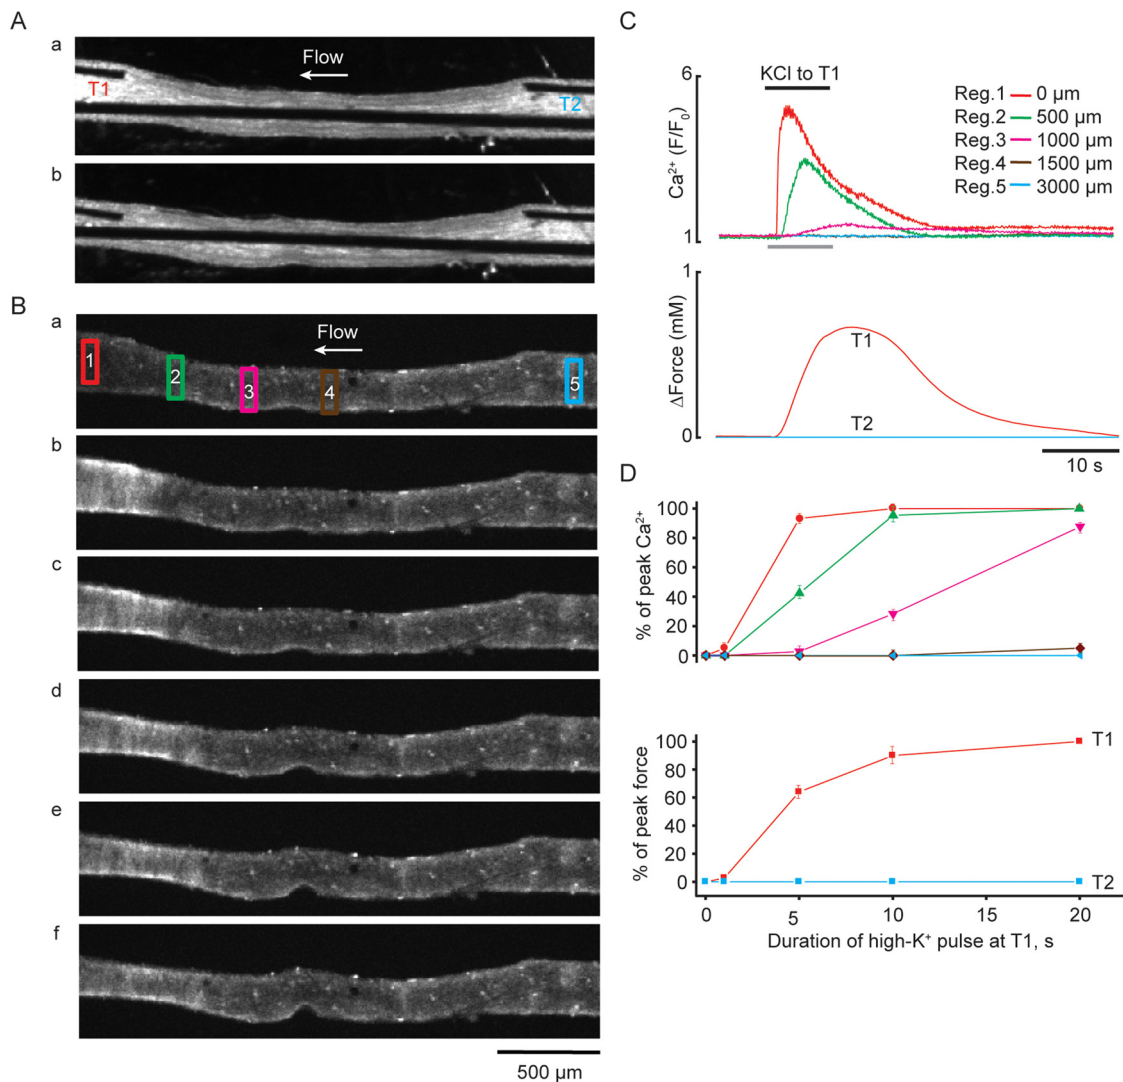 A
a
Flow
T1
T2
b
B
a
Flow
1
2
3
4
5
b
c
d
e
f
500 µm
C
6
KCl to T1
Ca²⁺ (F/F₀)
1
Reg.1 0 µm
Reg.2 500 µm
Reg.3 1000 µm
Reg.4 1500 µm
Reg.5 3000 µm
1
ΔForce (mM)
T1
T2
0
10 s
D
100
80
60
40
20
0
% of peak Ca²⁺
100
80
60
40
20
0
% of peak force
T1
T2
0 5 10 15 20
Duration of high-K⁺ pulse at T1, s